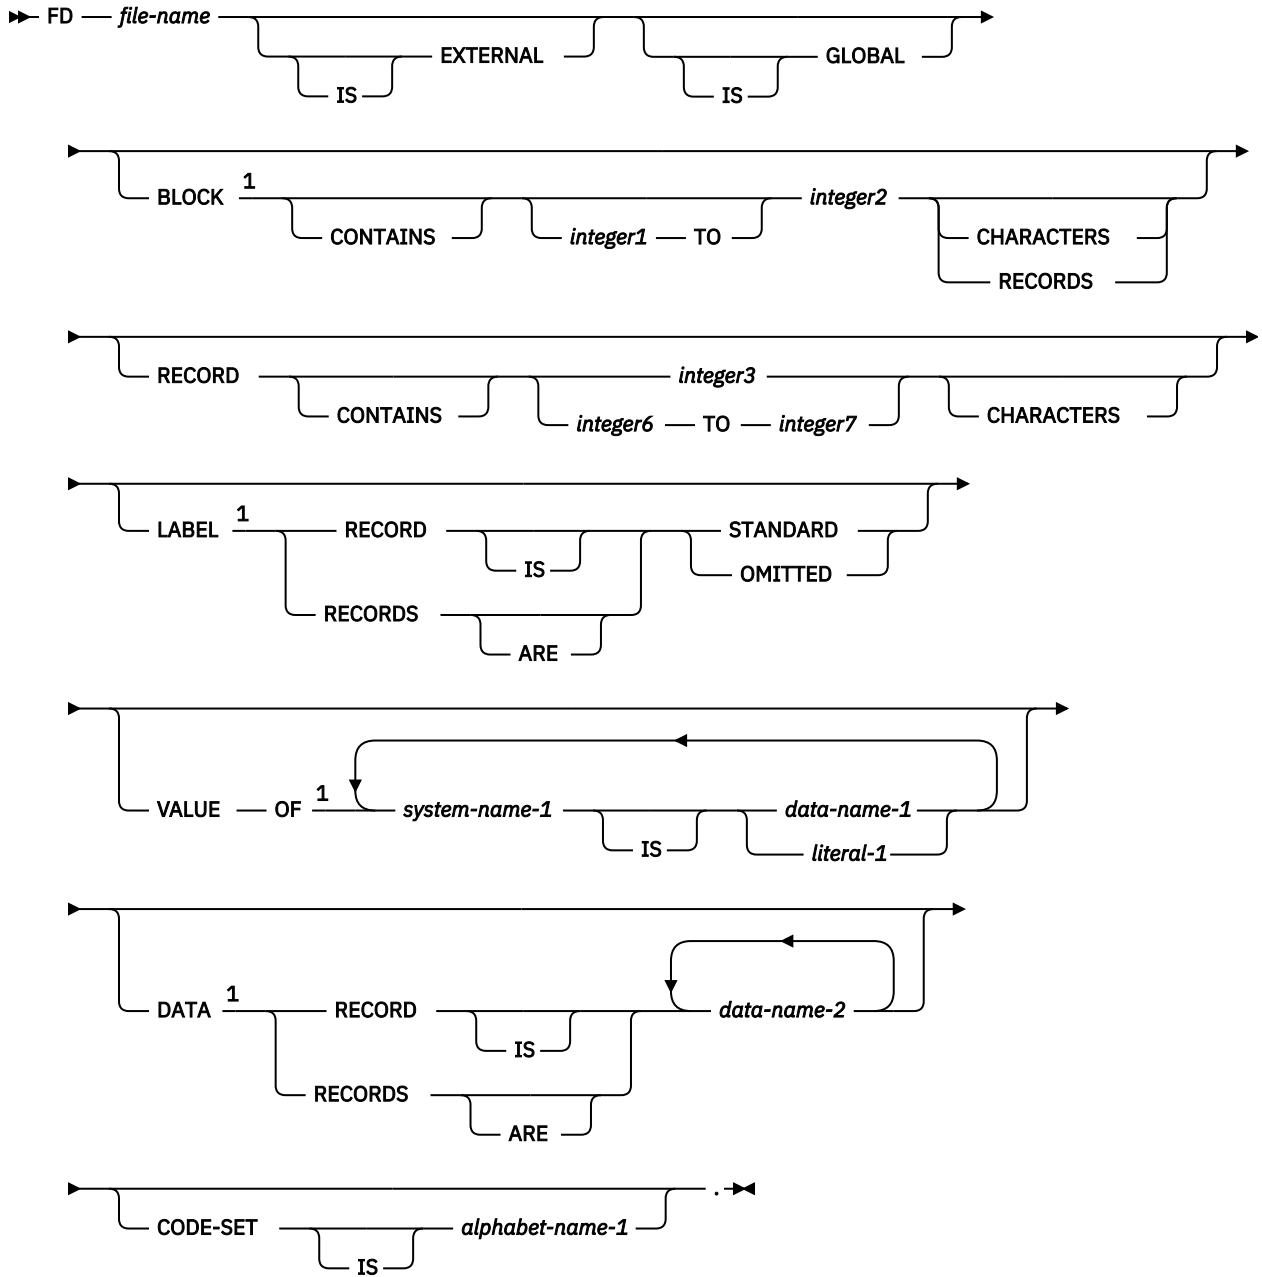 FD file-name
EXTERNAL GLOBAL
IS IS
1
BLOCK integer2
CONTAINS integer1 TO CHARACTERS
RECORDS
RECORD integer3
CONTAINS CHARACTERS
integer6 TO integer7
1
LABEL RECORD STANDARD
IS OMITTED
RECORDS
ARE
1
VALUE OF system-name-1 data-name-1
IS literal-1
1
DATA RECORD data-name-2
IS
RECORDS
ARE
.
CODE-SET alphabet-name-1
IS